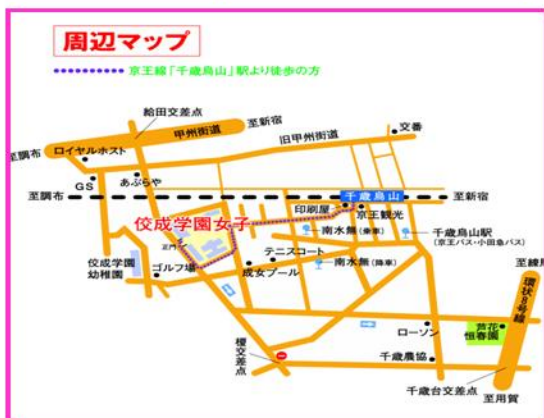 周辺マップ
京王線「千歳烏山」駅より徒歩の方
給田交差点
甲州街道
至新宿
旧甲州街道
交番
至調布
ロイヤルホスト
GS
あぶらや
至調布
千歳烏山
至新宿
印刷屋
京王観光
佼成学園女子
南水無(乗車)
千歳烏山駅
(京王バス・小田急バス)
正門
テニスコート
佼成学園
幼稚園
ゴルフ場
成女プール
南水無(降車)
至練馬
環状8号線
芦花
恒春園
ローソン
榎交差点
千歳農協
千歳台交差点
至用賀